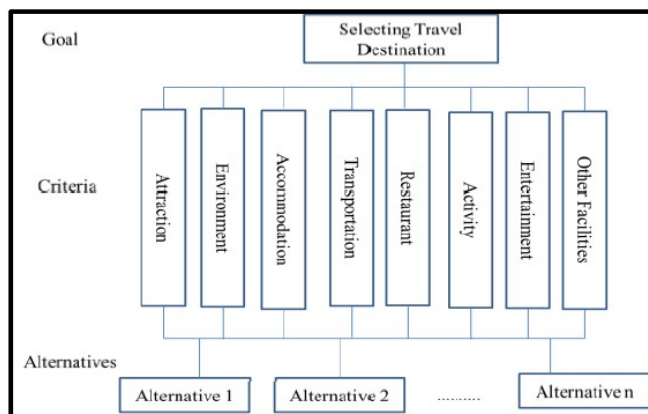 Goal
Selecting Travel
Destination
Criteria
Attraction
Environment
Accommodation
Transportation
Restaurant
Activity
Entertainment
Other Facilities
Alternatives
Alternative 1
Alternative 2
..........
Alternative n